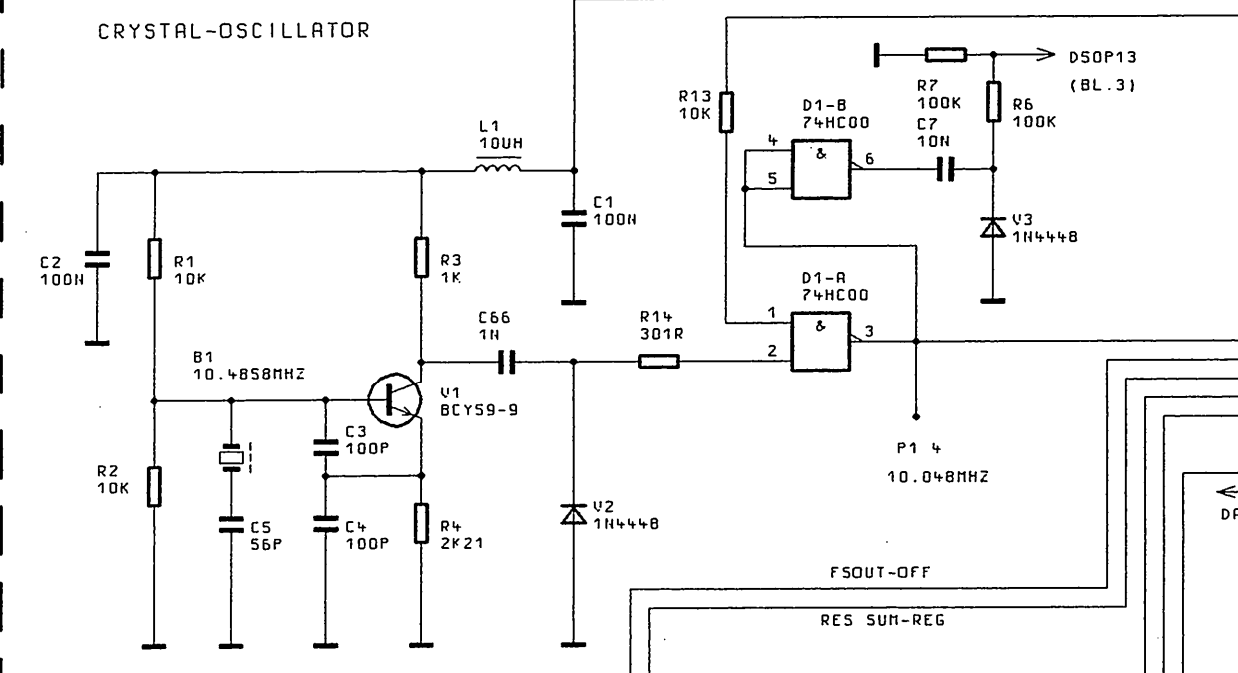 CRYSTAL-OSCILLATOR
DSOP13
(BL.3)
R7
100K
R6
100K
C7
10N
R13
10K
D1-B
74HC00
&
4
5
6
L1
10UH
C1
100N
V3
1N4448
C2
100N
R1
10K
R3
1K
D1-A
74HC00
&
1
2
3
C66
1N
R14
301R
B1
10.4858MHZ
V1
BCY59-9
C3
100P
R2
10K
P1 4
10.048MHZ
C5
56P
C4
100P
R4
2K21
V2
1N4448
FSOUT-OFF
RES SUM-REG